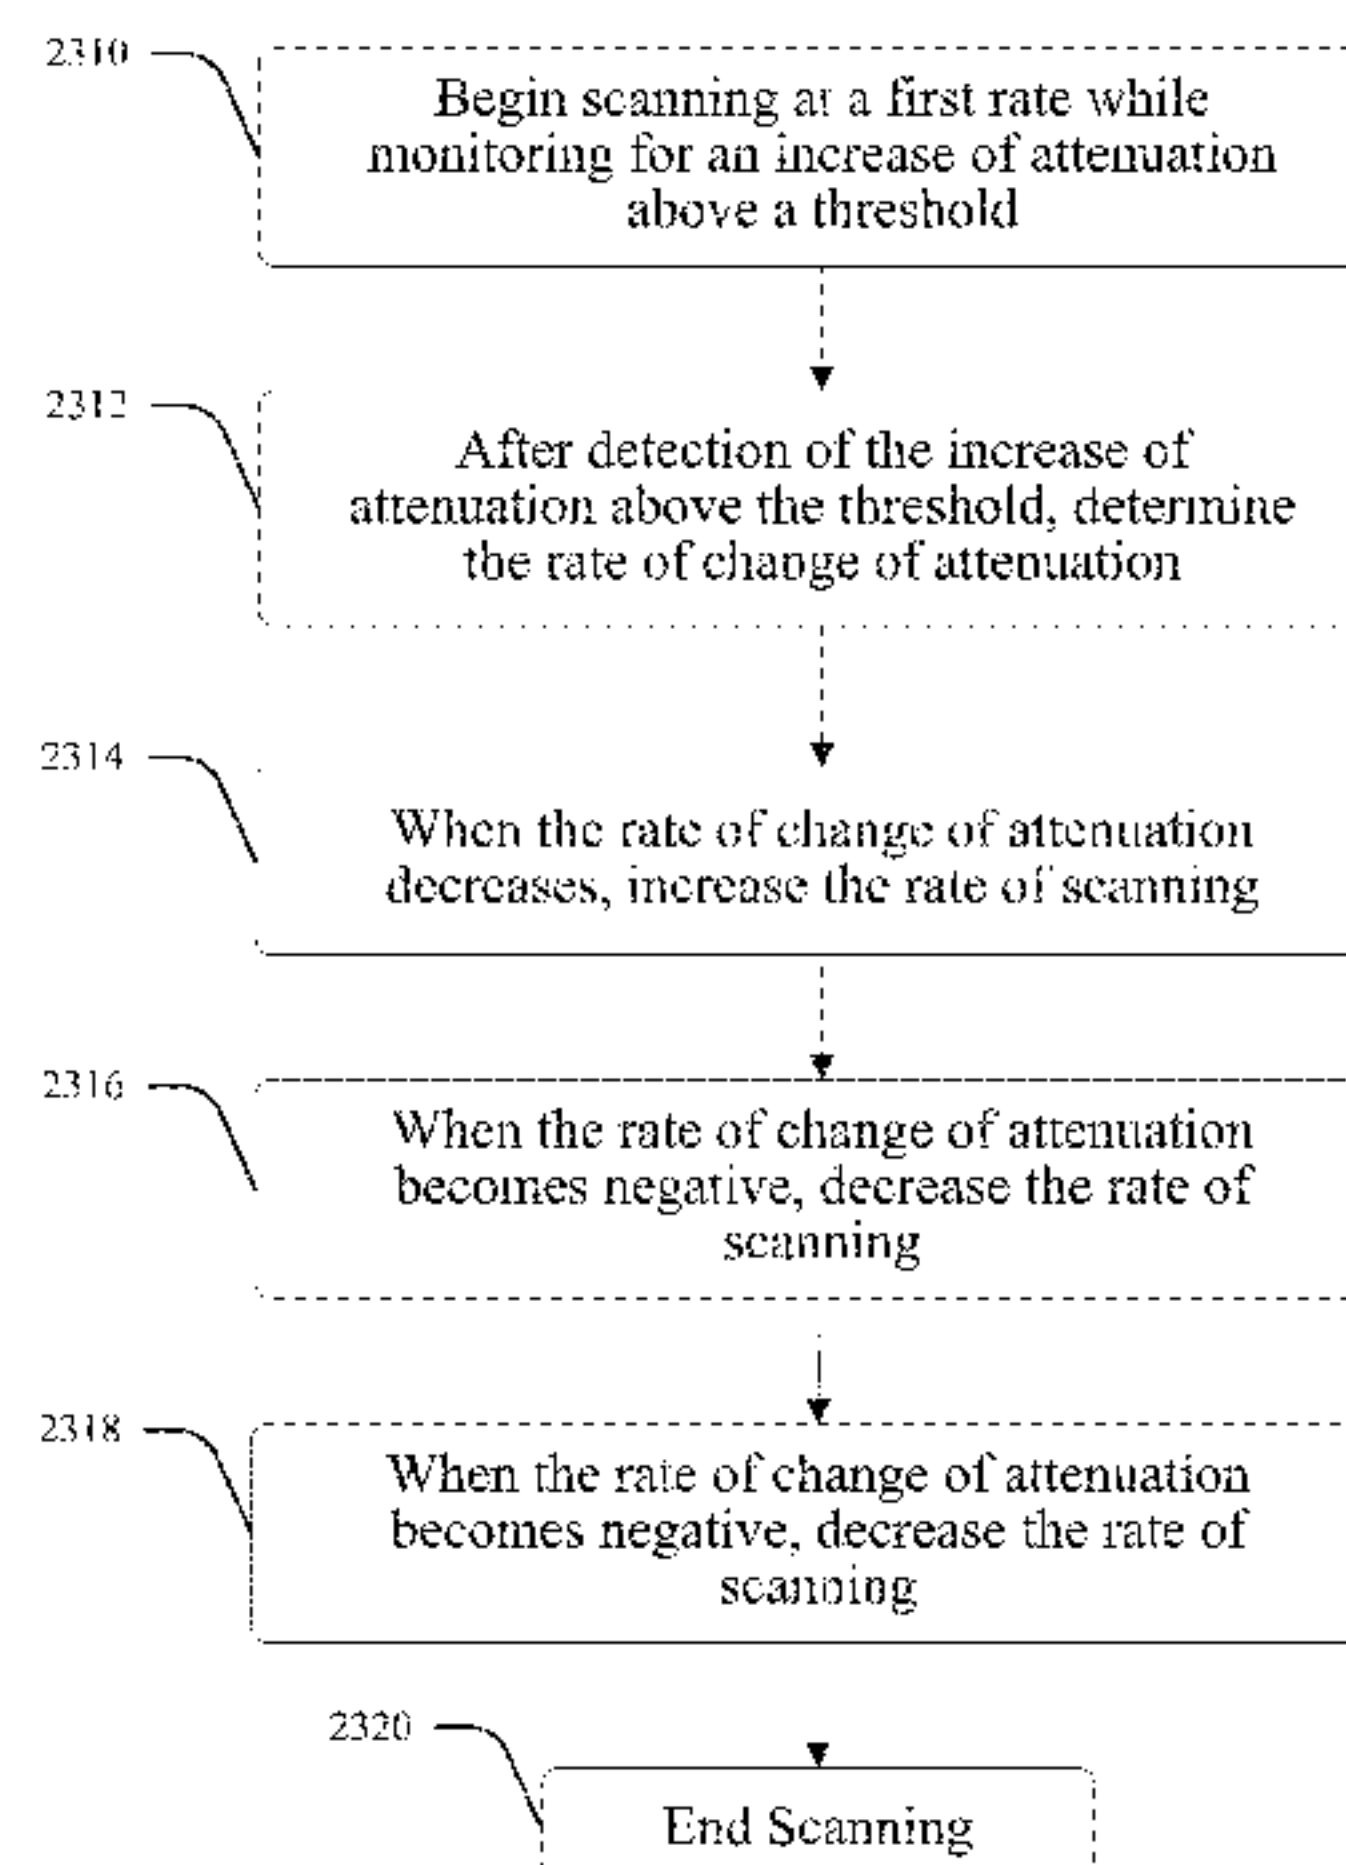 2310
Begin scanning at a first rate while
monitoring for an increase of attenuation
above a threshold
2312
After detection of the increase of
attenuation above the threshold, determine
the rate of change of attenuation
2314
When the rate of change of attenuation
decreases, increase the rate of scanning
2316
When the rate of change of attenuation
becomes negative, decrease the rate of
scanning
2318
When the rate of change of attenuation
becomes negative, decrease the rate of
scanning
2320
End Scanning